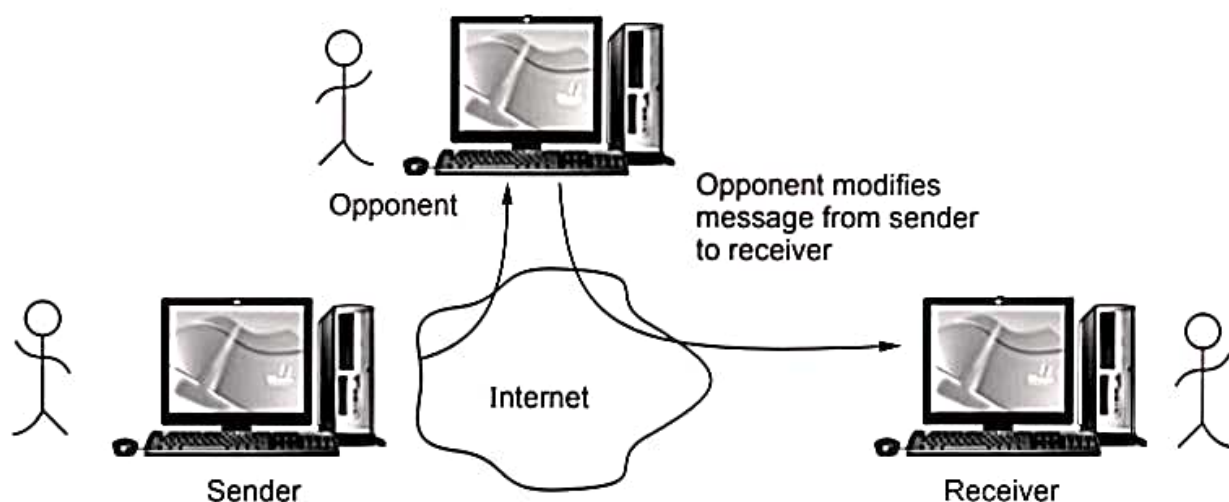 Opponent
Opponent modifies
message from sender
to receiver
Internet
Sender
Receiver